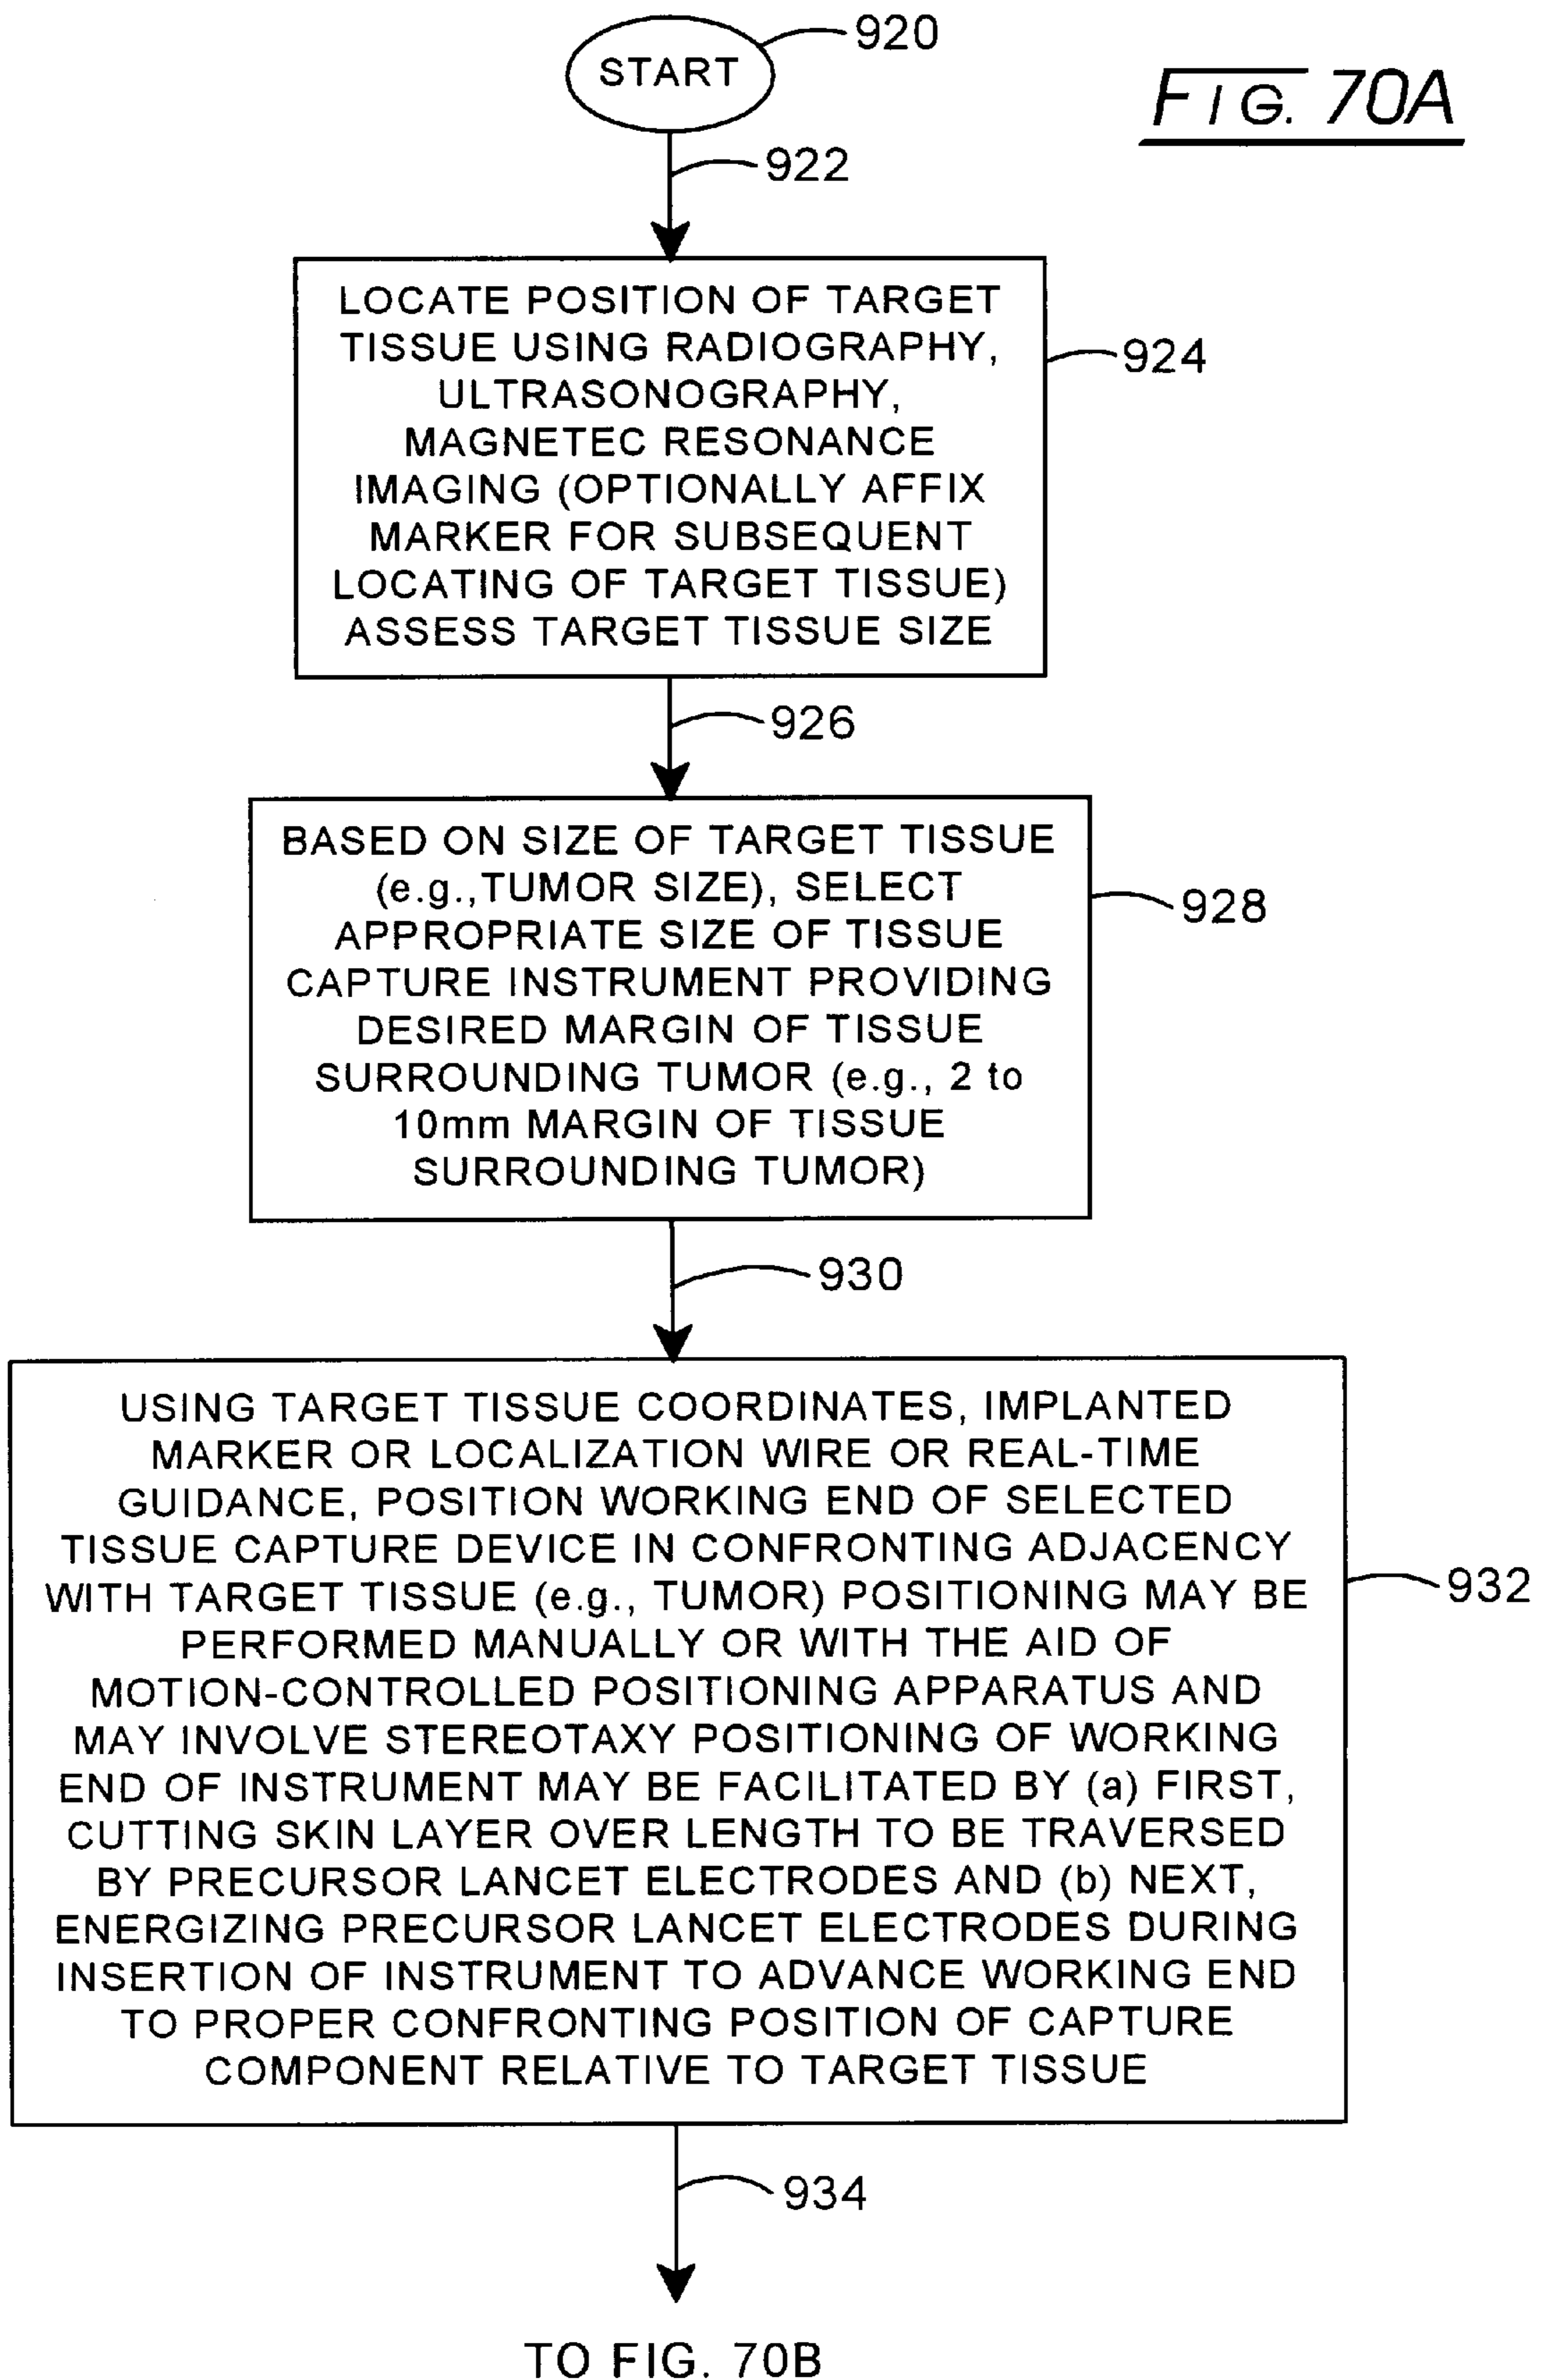 START
920
FIG. 70A
922
LOCATE POSITION OF TARGET
TISSUE USING RADIOGRAPHY,
ULTRASONOGRAPHY,
MAGNETEC RESONANCE
IMAGING (OPTIONALLY AFFIX
MARKER FOR SUBSEQUENT
LOCATING OF TARGET TISSUE)
ASSESS TARGET TISSUE SIZE
924
926
BASED ON SIZE OF TARGET TISSUE
(e.g.,TUMOR SIZE), SELECT
APPROPRIATE SIZE OF TISSUE
CAPTURE INSTRUMENT PROVIDING
DESIRED MARGIN OF TISSUE
SURROUNDING TUMOR (e.g., 2 to
10mm MARGIN OF TISSUE
SURROUNDING TUMOR)
928
930
USING TARGET TISSUE COORDINATES, IMPLANTED
MARKER OR LOCALIZATION WIRE OR REAL-TIME
GUIDANCE, POSITION WORKING END OF SELECTED
TISSUE CAPTURE DEVICE IN CONFRONTING ADJACENCY
WITH TARGET TISSUE (e.g., TUMOR) POSITIONING MAY BE
PERFORMED MANUALLY OR WITH THE AID OF
MOTION-CONTROLLED POSITIONING APPARATUS AND
MAY INVOLVE STEREOTAXY POSITIONING OF WORKING
END OF INSTRUMENT MAY BE FACILITATED BY (a) FIRST,
CUTTING SKIN LAYER OVER LENGTH TO BE TRAVERSED
BY PRECURSOR LANCET ELECTRODES AND (b) NEXT,
ENERGIZING PRECURSOR LANCET ELECTRODES DURING
INSERTION OF INSTRUMENT TO ADVANCE WORKING END
TO PROPER CONFRONTING POSITION OF CAPTURE
COMPONENT RELATIVE TO TARGET TISSUE
932
934
TO FIG. 70B